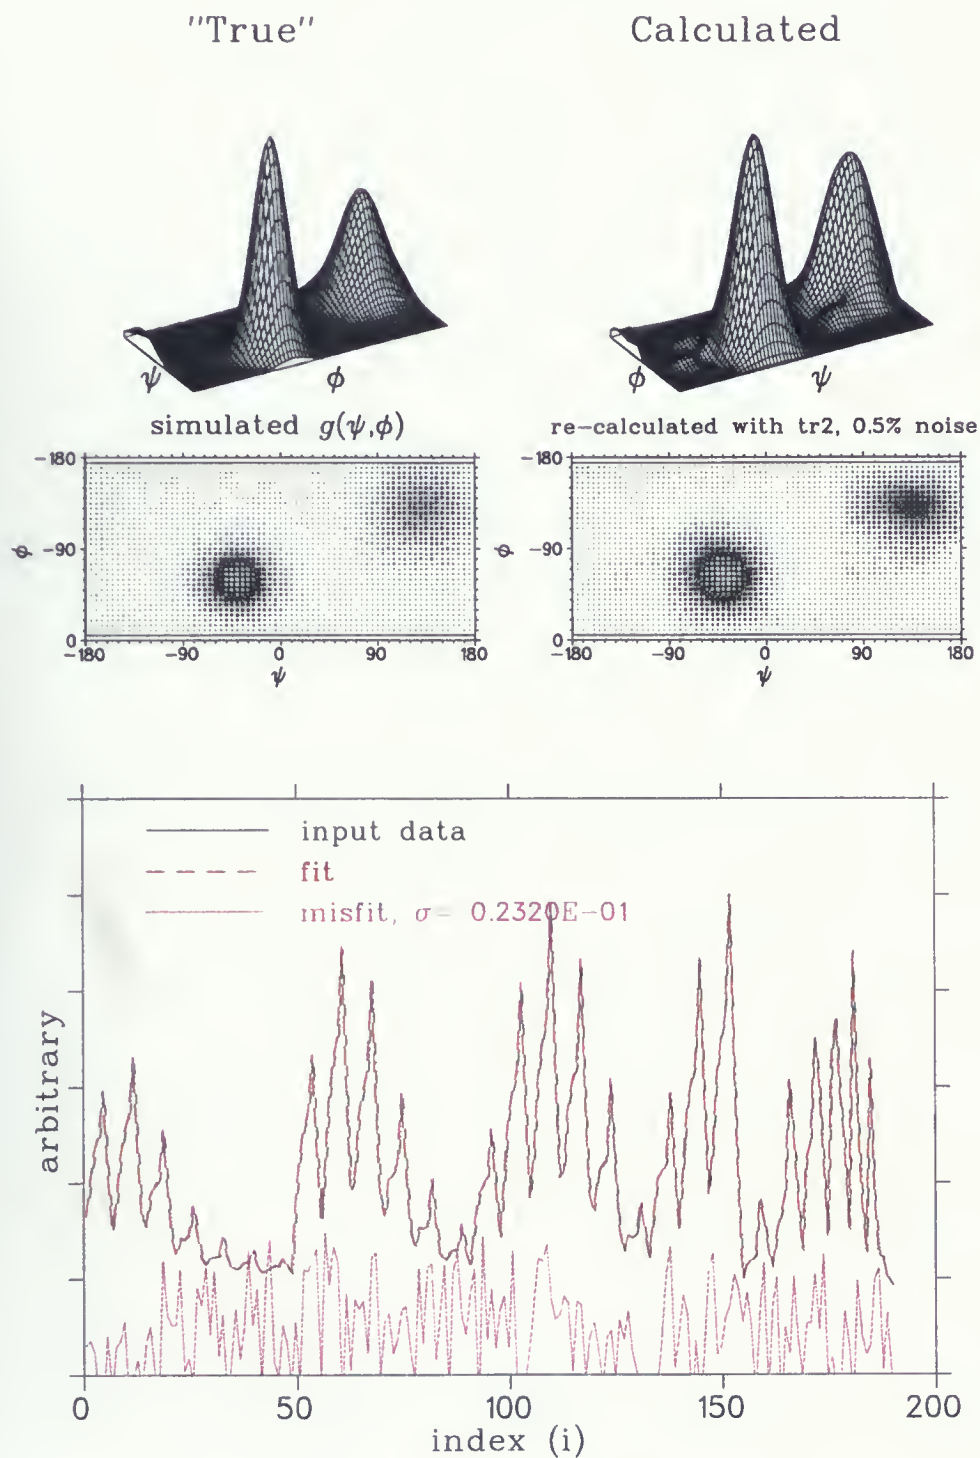 "True"
Calculated
ψ
ϕ
ϕ
ψ
simulated g(ψ,ϕ)
re-calculated with tr2, 0.5% noise
-180
-90
0
ϕ
-180
-90
0
90
180
ψ
-180
-90
0
ϕ
-180
-90
0
90
180
ψ
input data
fit
misfit, σ= 0.2320E-01
arbitrary
0
50
100
150
200
index (i)